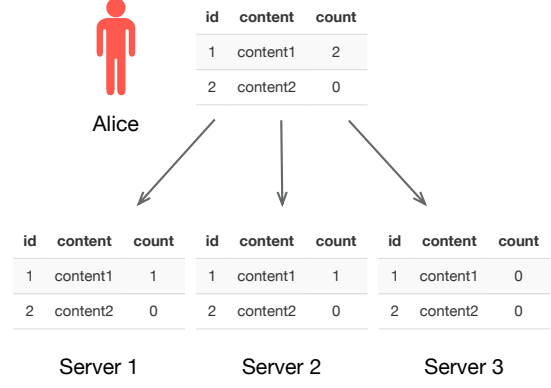 id content count
1 content1 2
2 content2 0
Alice
id content count
1 content1 1
2 content2 0
Server 1
id content count
1 content1 1
2 content2 0
Server 2
id content count
1 content1 0
2 content2 0
Server 3